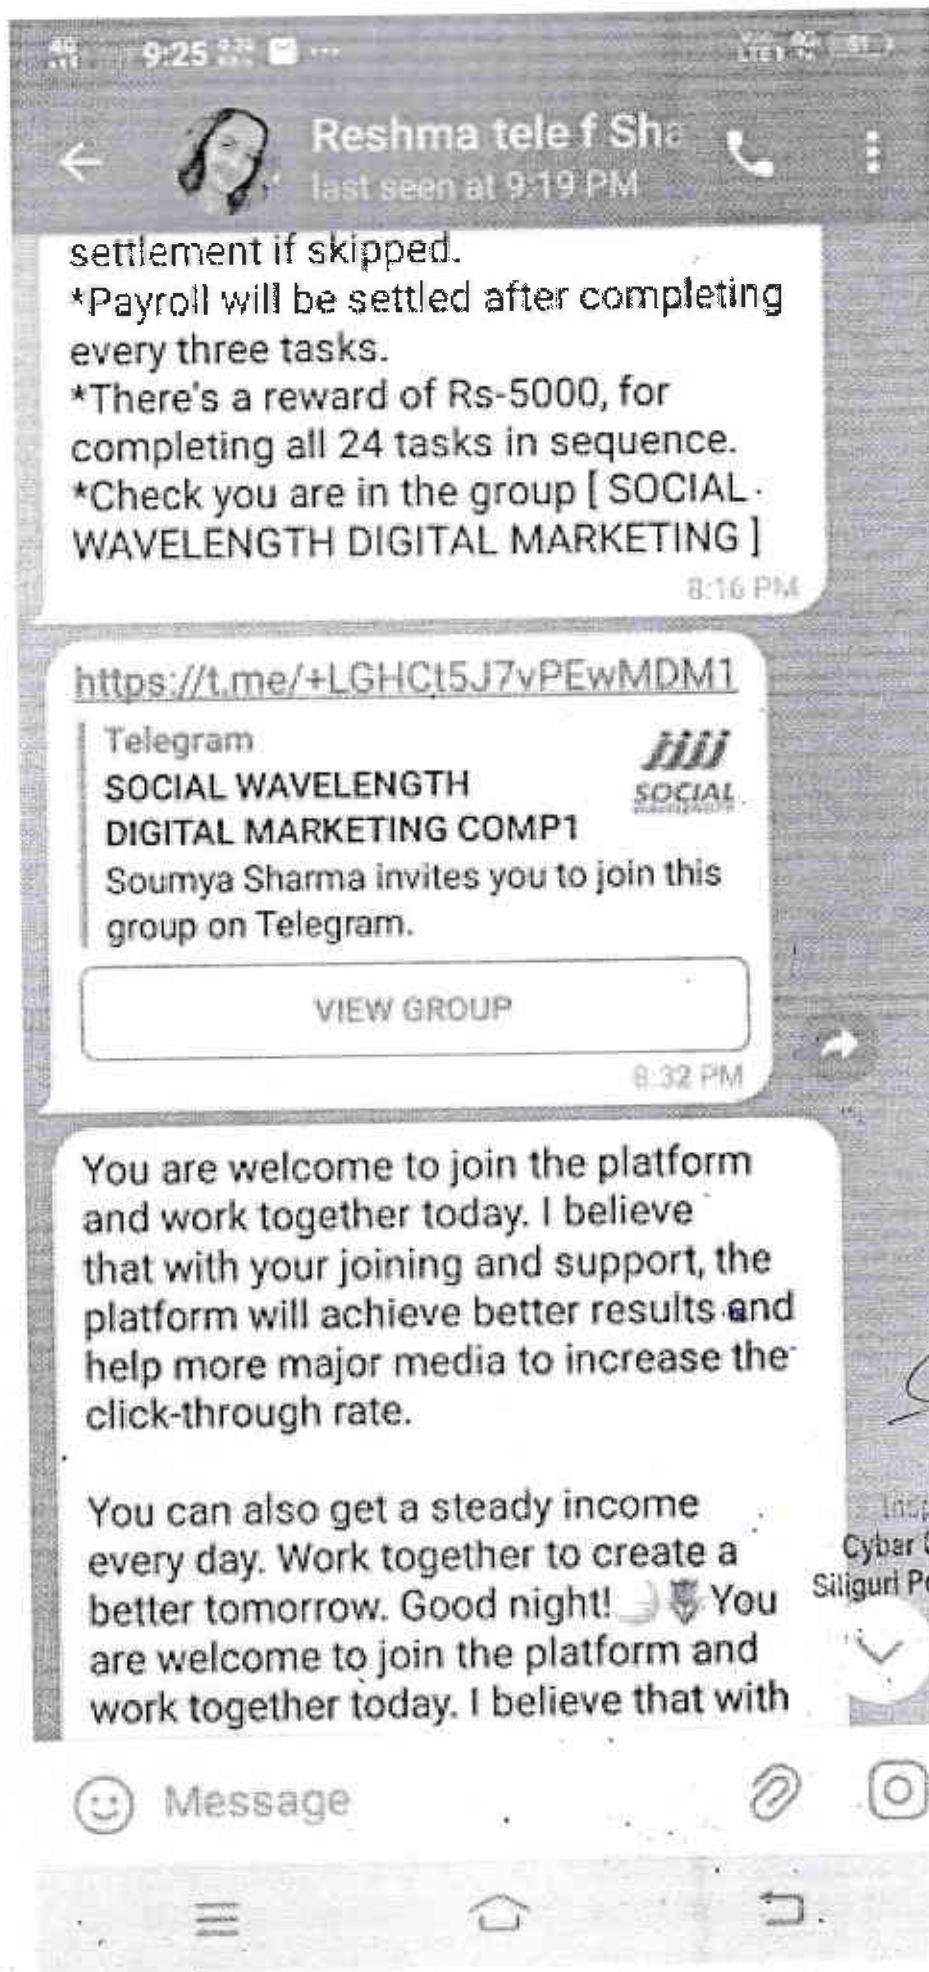 9:25
Reshma tele f Sha
last seen at 9:19 PM
settlement if skipped.
*Payroll will be settled after completing
every three tasks.
*There's a reward of Rs-5000, for
completing all 24 tasks in sequence.
*Check you are in the group [ SOCIAL
WAVELENGTH DIGITAL MARKETING ]
8:16 PM
https://t.me/+LGHCt5J7vPEwMDM1
Telegram
SOCIAL WAVELENGTH
DIGITAL MARKETING COMP1
SOCIAL
Soumya Sharma invites you to join this
group on Telegram.
VIEW GROUP
8:32 PM
You are welcome to join the platform
and work together today. I believe
that with your joining and support, the
platform will achieve better results and
help more major media to increase the
click-through rate.
You can also get a steady income
every day. Work together to create a
better tomorrow. Good night! 🌙🌷 You
are welcome to join the platform and
work together today. I believe that with
Insp
Cyber
Siliguri
Message